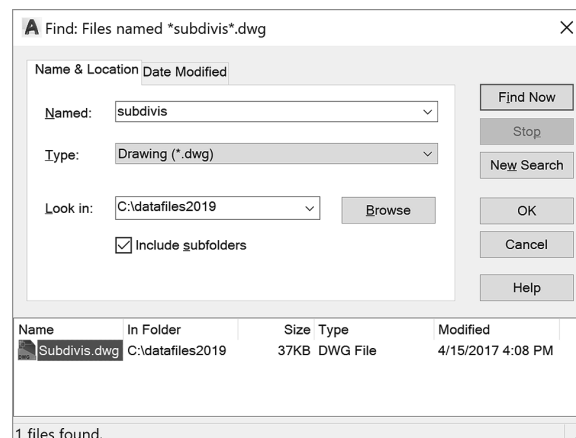 Find: Files named *subdivis*.dwg
Name & Location Date Modified
Named: subdivis
Type: Drawing (*.dwg)
Look in: C:\datafiles2019 Browse
Include subfolders
Find Now
Stop
New Search
OK
Cancel
Help
Name In Folder Size Type Modified
Subdivis.dwg C:\datafiles2019 37KB DWG File 4/15/2017 4:08 PM
1 files found.